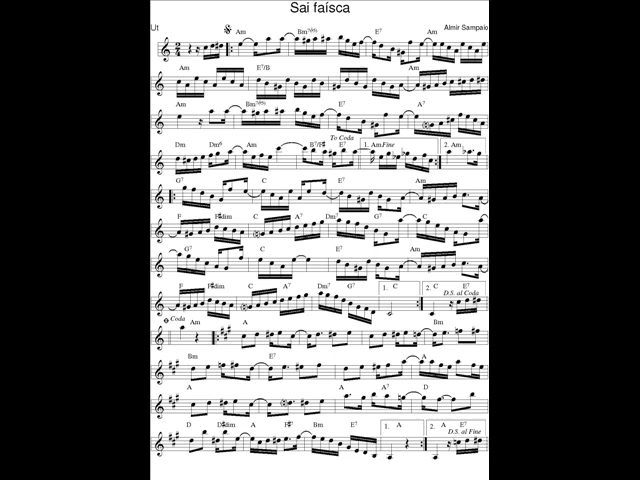 Sai faísca
Ut
Almir Sampaio
Am Bm7(b5) E7 Am
Am E7/B
Am Bm7(b5) E7 A7
To Coda
Dm Dm6 Am B7/F# E7 1. Am Fine 2. Am
G7 C E7 Am
F F#dim C A7 Dm G7 C
G7 C E7 Am
F F#dim C A7 Dm7 G7 1. C 2. C E7
D.S. al Coda
Coda
Am A Bm
Bm E7 A
A A7 D
D D#dim A F#7 Bm E7 1. A 2. A E7
D.S. al Fine